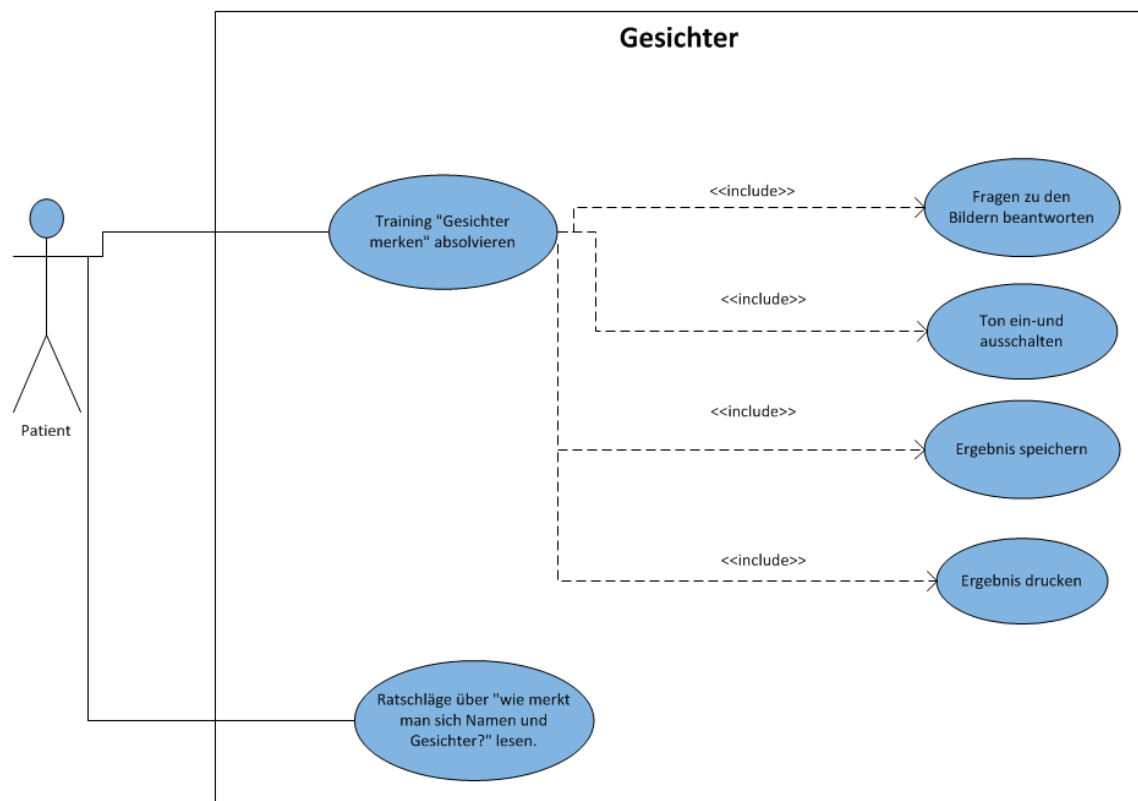 Gesichter
Patient
Training "Gesichter
merken" absolvieren
<<include>>
Fragen zu den
Bildern beantworten
<<include>>
Ton ein-und
ausschalten
<<include>>
Ergebnis speichern
<<include>>
Ergebnis drucken
Ratschläge über "wie merkt
man sich Namen und
Gesichter?" lesen.